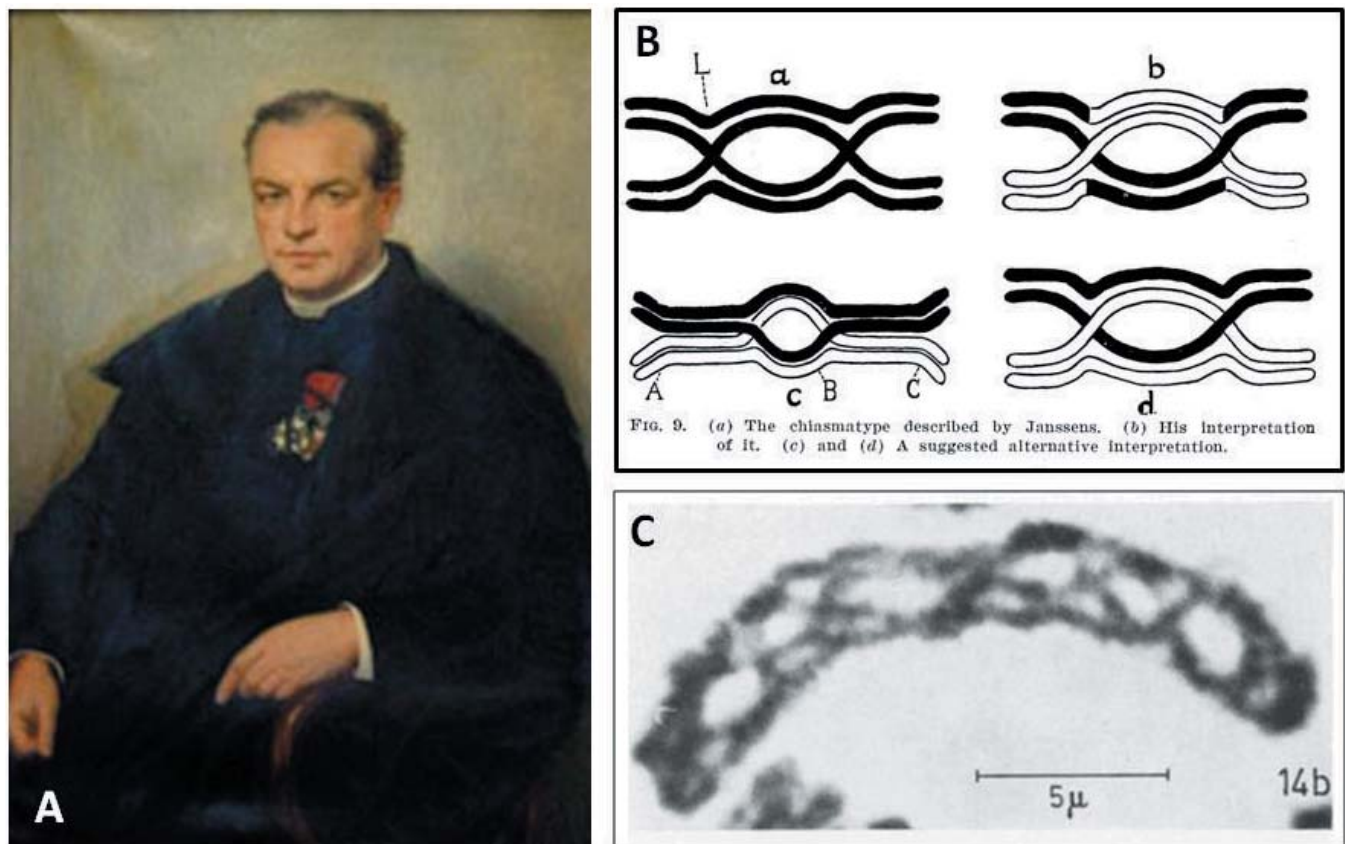 A
B
L
a
b
A
c
B
C
d
FIG. 9. (a) The chiasmatype described by Janssens. (b) His interpretation
of it. (c) and (d) A suggested alternative interpretation.
C
5μ
14b